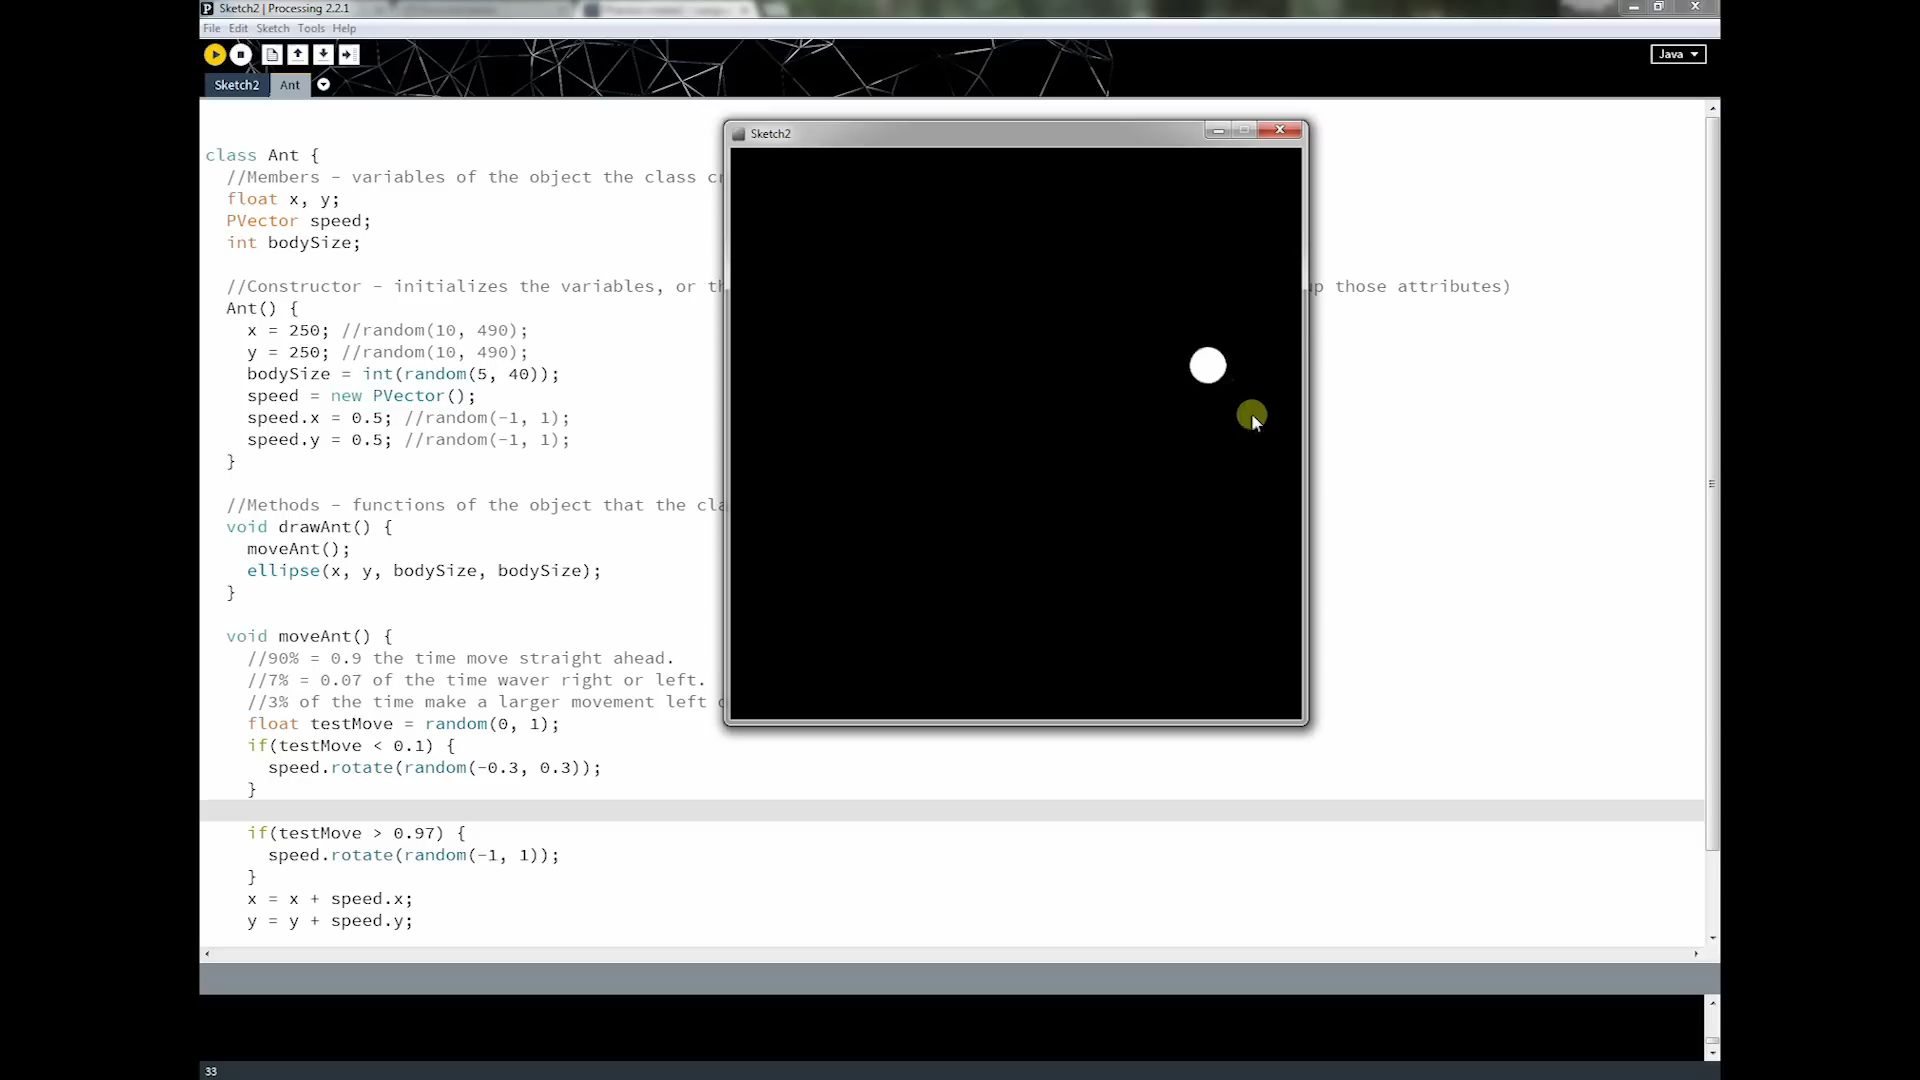 Sketch2 | Processing 2.2.1
File Edit Sketch Tools Help
Java
Sketch2 Ant
Sketch2
class Ant {
//Members - variables of the object the class cr
float x, y;
PVector speed;
int bodySize;
//Constructor - initializes the variables, or th up those attributes)
Ant() {
x = 250; //random(10, 490);
y = 250; //random(10, 490);
bodySize = int(random(5, 40));
speed = new PVector();
speed.x = 0.5; //random(-1, 1);
speed.y = 0.5; //random(-1, 1);
}
//Methods - functions of the object that the cla
void drawAnt() {
moveAnt();
ellipse(x, y, bodySize, bodySize);
}
void moveAnt() {
//90% = 0.9 the time move straight ahead.
//7% = 0.07 of the time waver right or left.
//3% of the time make a larger movement left
float testMove = random(0, 1);
if(testMove < 0.1) {
speed.rotate(random(-0.3, 0.3));
}
if(testMove > 0.97) {
speed.rotate(random(-1, 1));
}
x = x + speed.x;
y = y + speed.y;
33